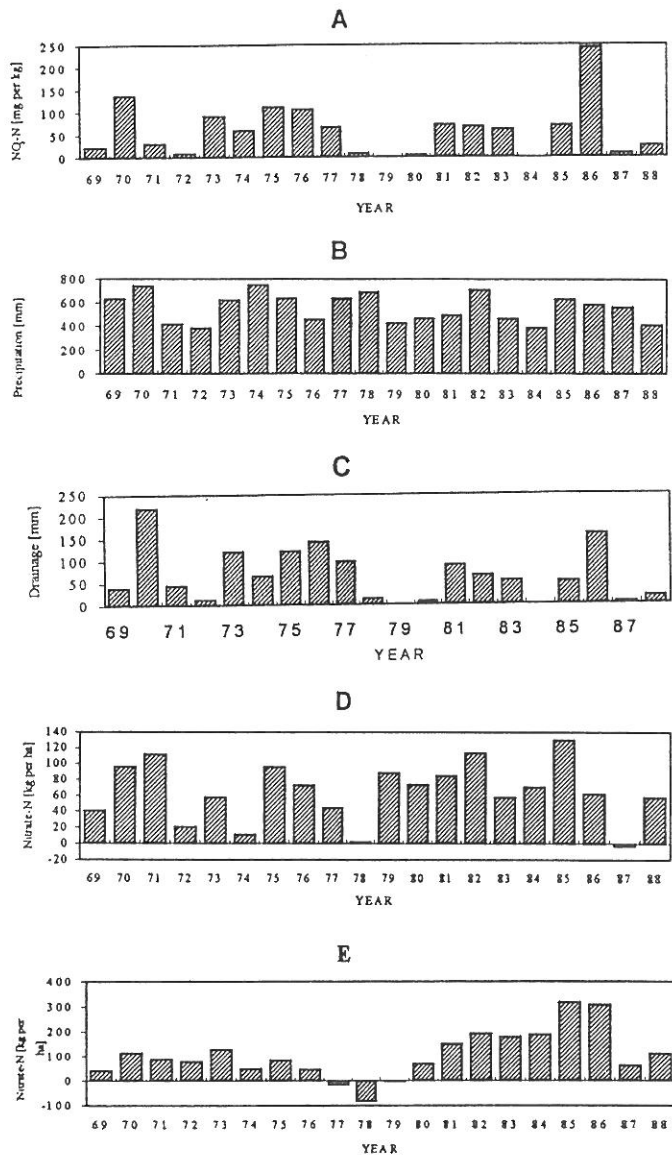 A
NO3-N [mg per kg]
250
200
150
100
50
0
69 70 71 72 73 74 75 76 77 78 79 80 81 82 83 84 85 86 87 88
YEAR
B
Precipitation [mm]
800
600
400
200
0
69 70 71 72 73 74 75 76 77 78 79 80 81 82 83 84 85 86 87 88
YEAR
C
Drainage [mm]
250
200
150
100
50
0
69 71 73 75 77 79 81 83 85 87
YEAR
D
Nitrate-N [kg per ha]
140
120
100
80
60
40
20
0
-20
69 70 71 72 73 74 75 76 77 78 79 80 81 82 83 84 85 86 87 88
YEAR
E
Nitrate-N [kg per
ha]
400
300
200
100
0
-100
69 70 71 72 73 74 75 76 77 78 79 80 81 82 83 84 85 86 87 88
YEAR